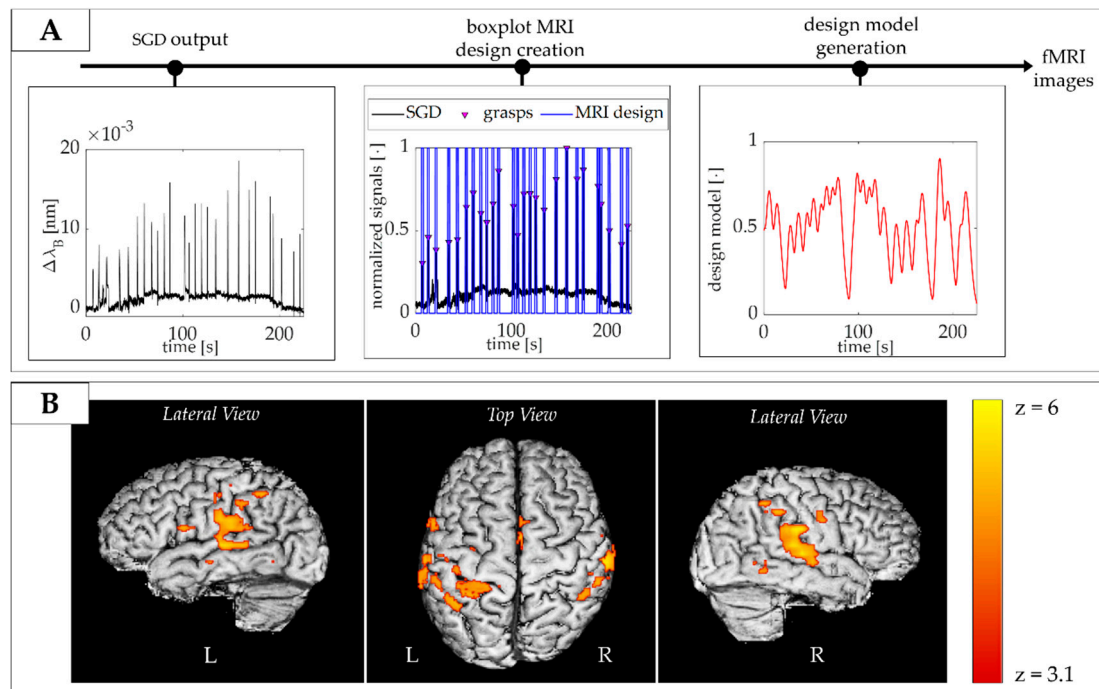 A
SGD output
boxplot MRI
design creation
design model
generation
fMRI
images
×10⁻³
20
10
0
Δλ_B [nm]
0 100 200
time [s]
SGD grasps MRI design
1
0.5
0
normalized signals [·]
0 100 200
time [s]
1
0.5
0
design model [·]
0 100 200
time [s]
B
Lateral View
Top View
Lateral View
L
L R
R
z = 6
z = 3.1